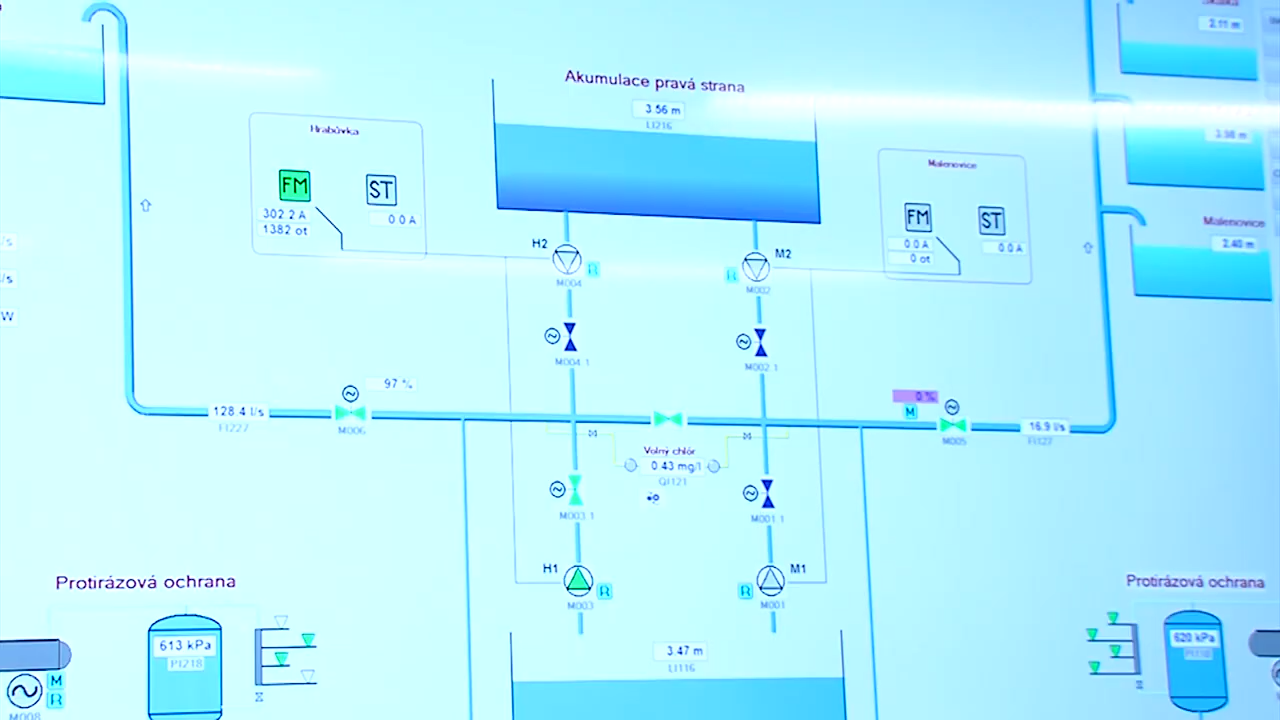 Akumulace pravá strana
3.56 m
LI216
Hrabůvka
FM
ST
302.2 A
1382 ot
0.0 A
Malenovice
FM
ST
0.0 A
0 ot
0.0 A
2.11 m
3.98 m
Malenovice
2.40 m
l/s
l/s
W
H2
R
M004
M2
R
M002
M004.1
M002.1
97 %
128.4 l/s
FI227
M006
0 %
M
M005
16.9 l/s
FI127
Volný chlór
0.43 mg/l
QI121
M003.1
M001.1
H1
R
M003
M1
R
M001
Protirázová ochrana
613 kPa
PI218
M
R
M008
3.47 m
LI116
Protirázová ochrana
620 kPa
PI118